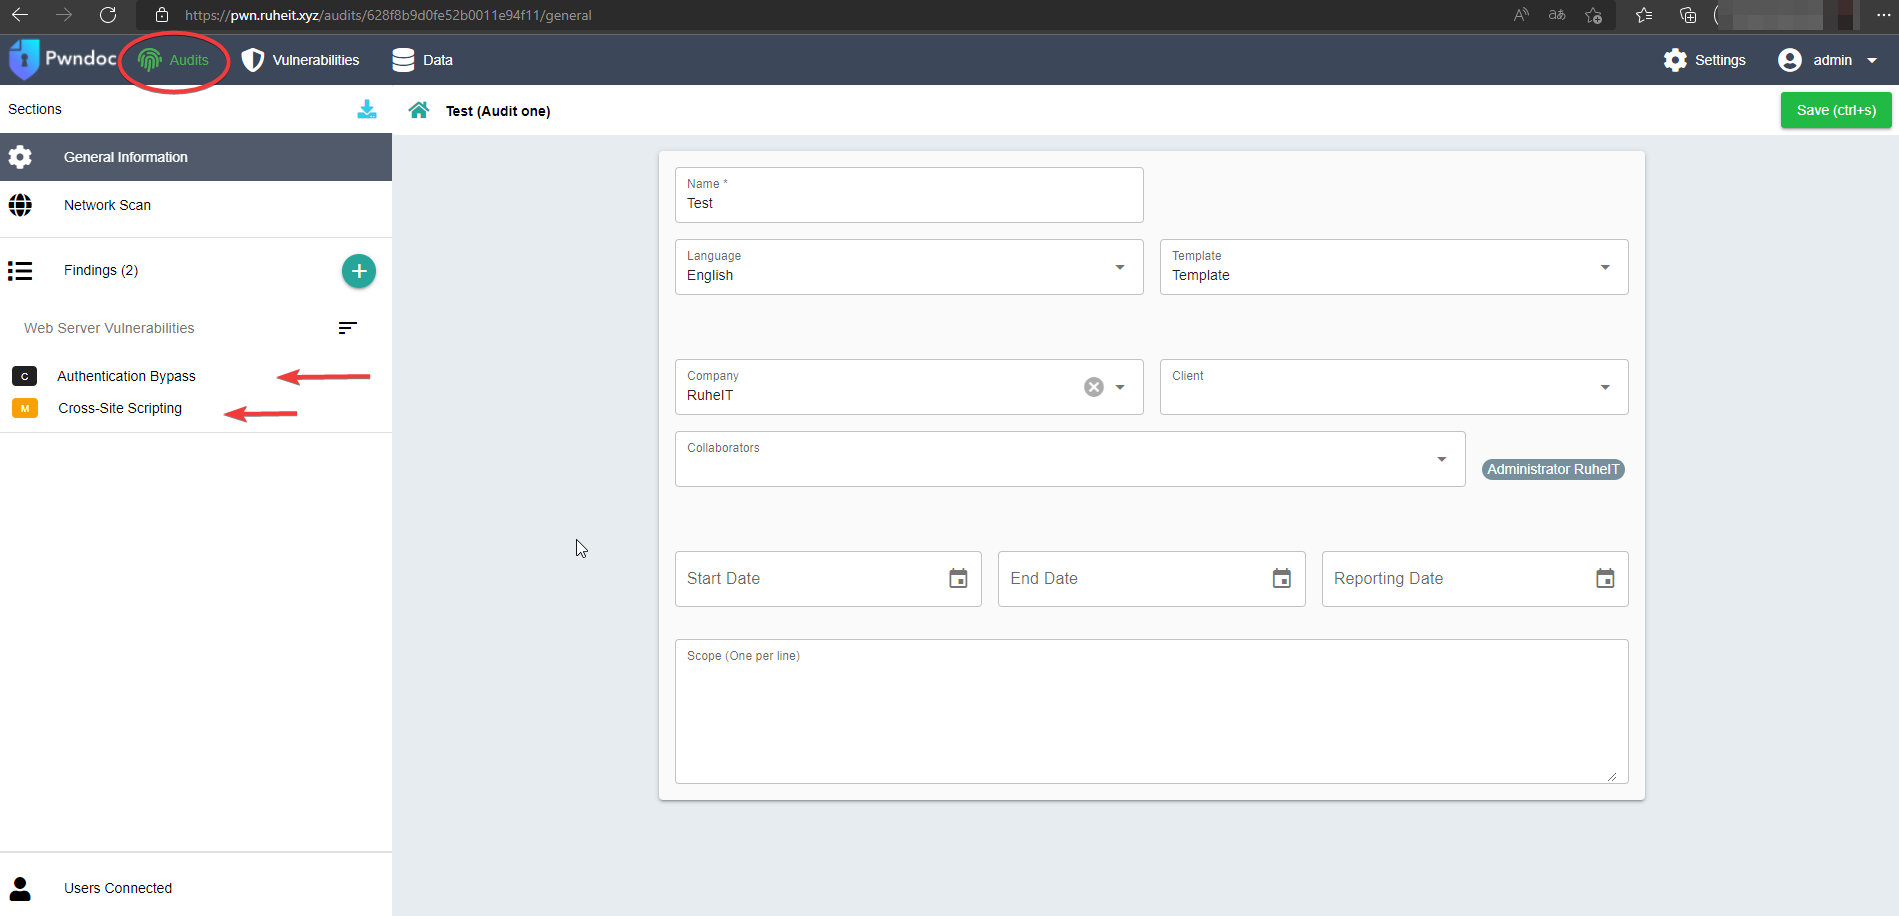 https://pwn.ruheit.xyz/audits/628f8b9d0fe52b0011e94f11/general
Pwndoc Audits Vulnerabilities Data Settings admin
Sections
Test (Audit one)
Save (ctrl+s)
General Information
Network Scan
Findings (2)
Web Server Vulnerabilities
C Authentication Bypass
M Cross-Site Scripting
Users Connected
Name *
Test
Language
English
Template
Template
Company
RuheIT
Client
Collaborators
Administrator RuheIT
Start Date
End Date
Reporting Date
Scope (One per line)